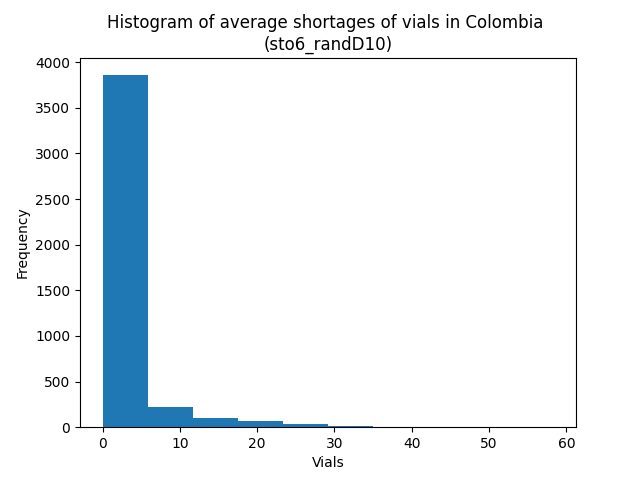 Histogram of average shortages of vials in Colombia
(sto6_randD10)
4000
3500
3000
2500
2000
1500
1000
500
0
Frequency
0 10 20 30 40 50 60
Vials